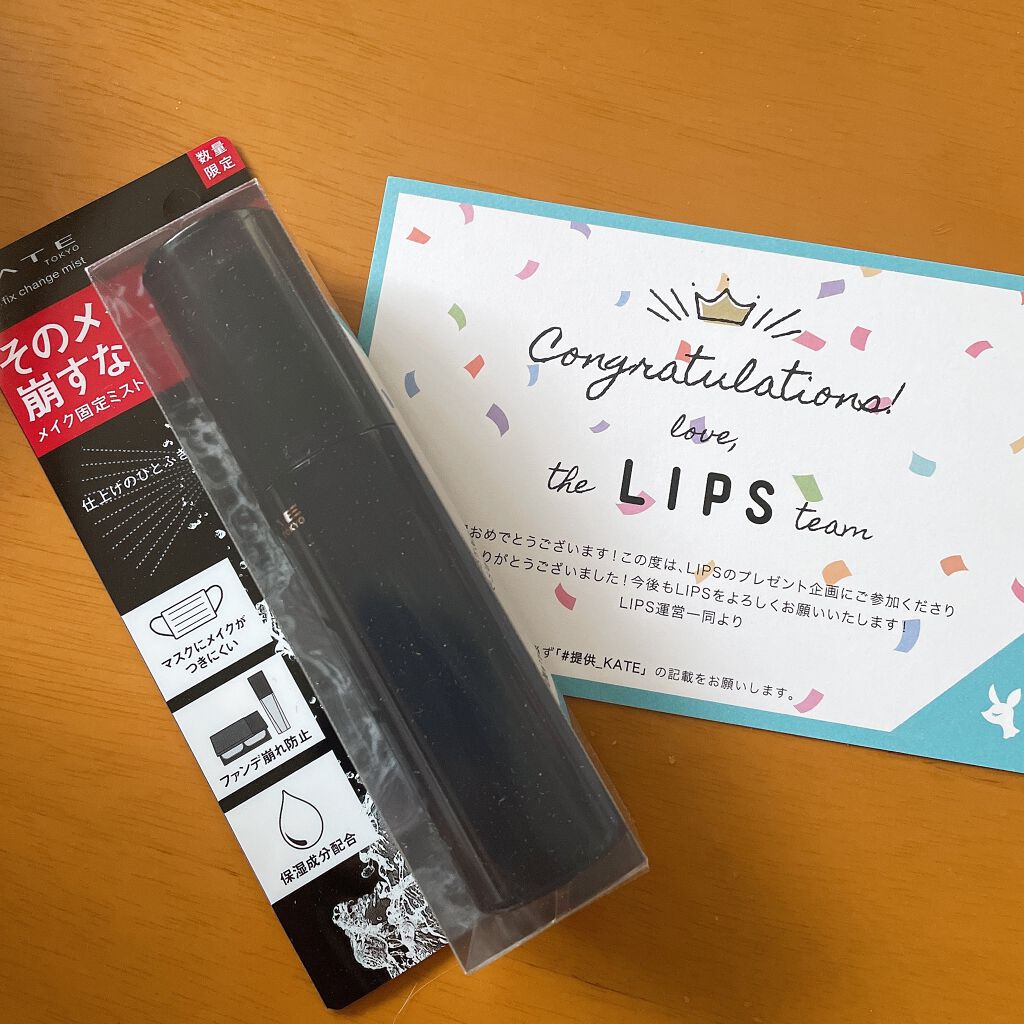 数量
限定
ATE
TOKYO
fix change mist
そのメ
崩すな
メイク固定ミスト
仕上げのひとふき
マスクにメイクが
つきにくい
ファンデ崩れ防止
保湿成分配合
Congratulations!
love,
the LIPS team
おめでとうございます!この度は、LIPSのプレゼント企画にご参加くださり
りがとうございました!今後もLIPSをよろしくお願いいたします!
LIPS運営一同より
ず「#提供_KATE」の記載をお願いします。